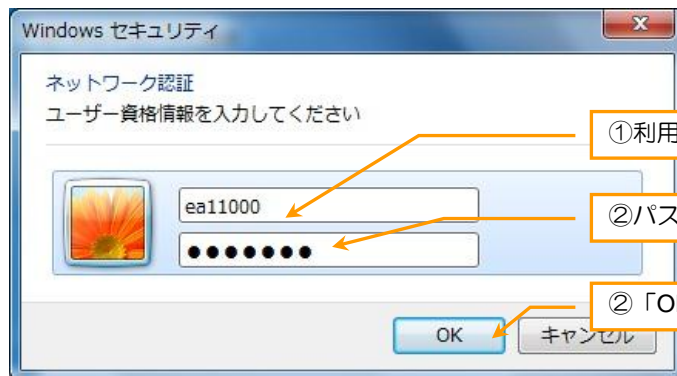 Windows セキュリティ
ネットワーク認証
ユーザー資格情報を入力してください
①利用
ea11000
②パス
●●●●●●●
②「O
OK
キャンセル